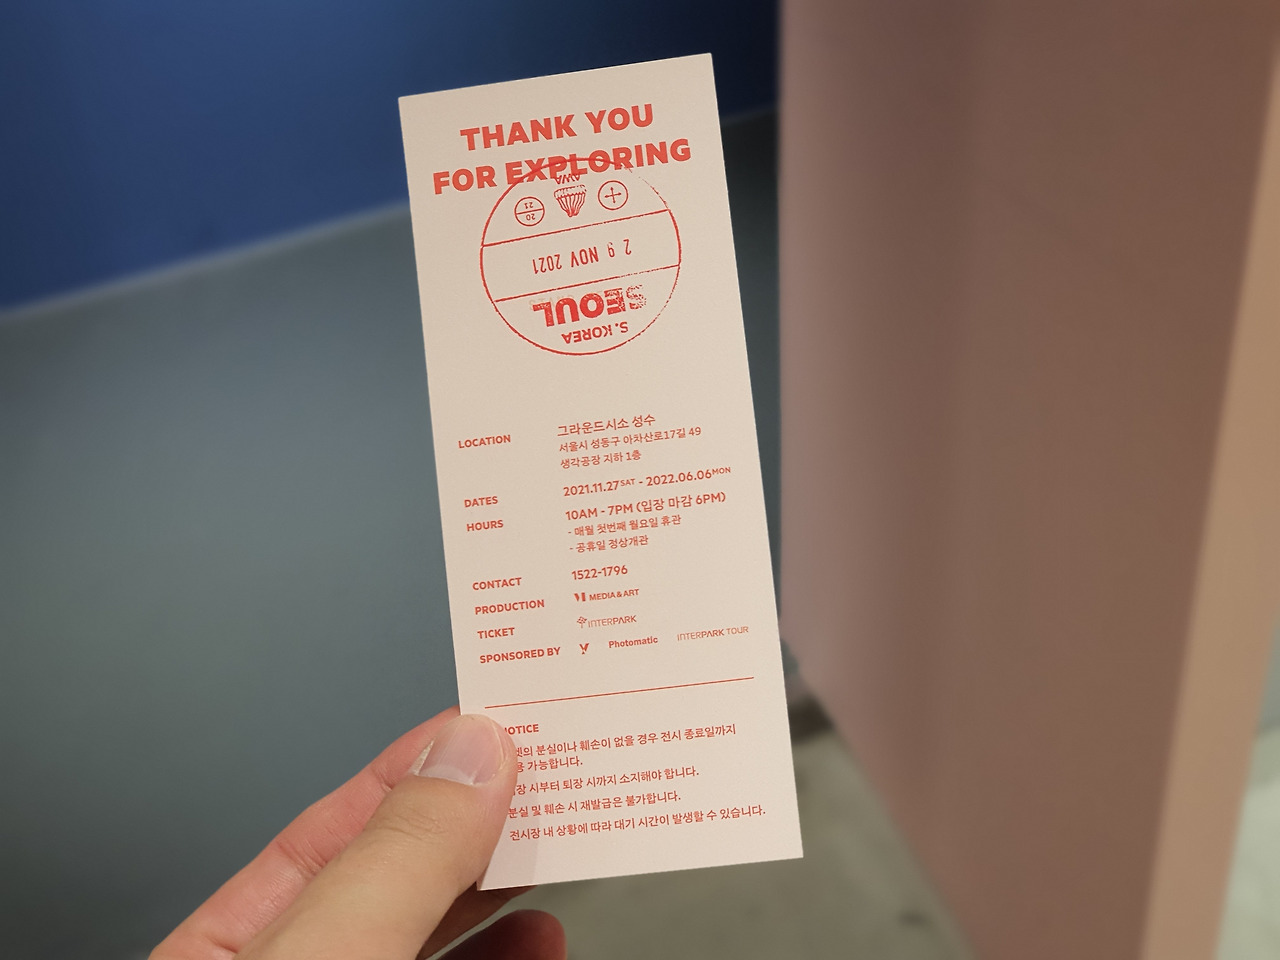 THANK YOU
FOR EXPLORING
AWA
20
21
29 NOV 2021
SEOUL
S. KOREA
LOCATION 그라운드시소 성수
서울시 성동구 아차산로17길 49
생각공장 지하 1층
DATES 2021.11.27SAT - 2022.06.06MON
HOURS 10AM - 7PM (입장 마감 6PM)
- 매월 첫번째 월요일 휴관
- 공휴일 정상개관
CONTACT 1522-1796
PRODUCTION MEDIA & ART
TICKET INTERPARK
SPONSORED BY Photomatic INTERPARK TOUR
NOTICE
분실이나 훼손이 없을 경우 전시 종료일까지
가능합니다.
시부터 퇴장 시까지 소지해야 합니다.
분실 및 훼손 시 재발급은 불가합니다.
전시장 내 상황에 따라 대기 시간이 발생할 수 있습니다.